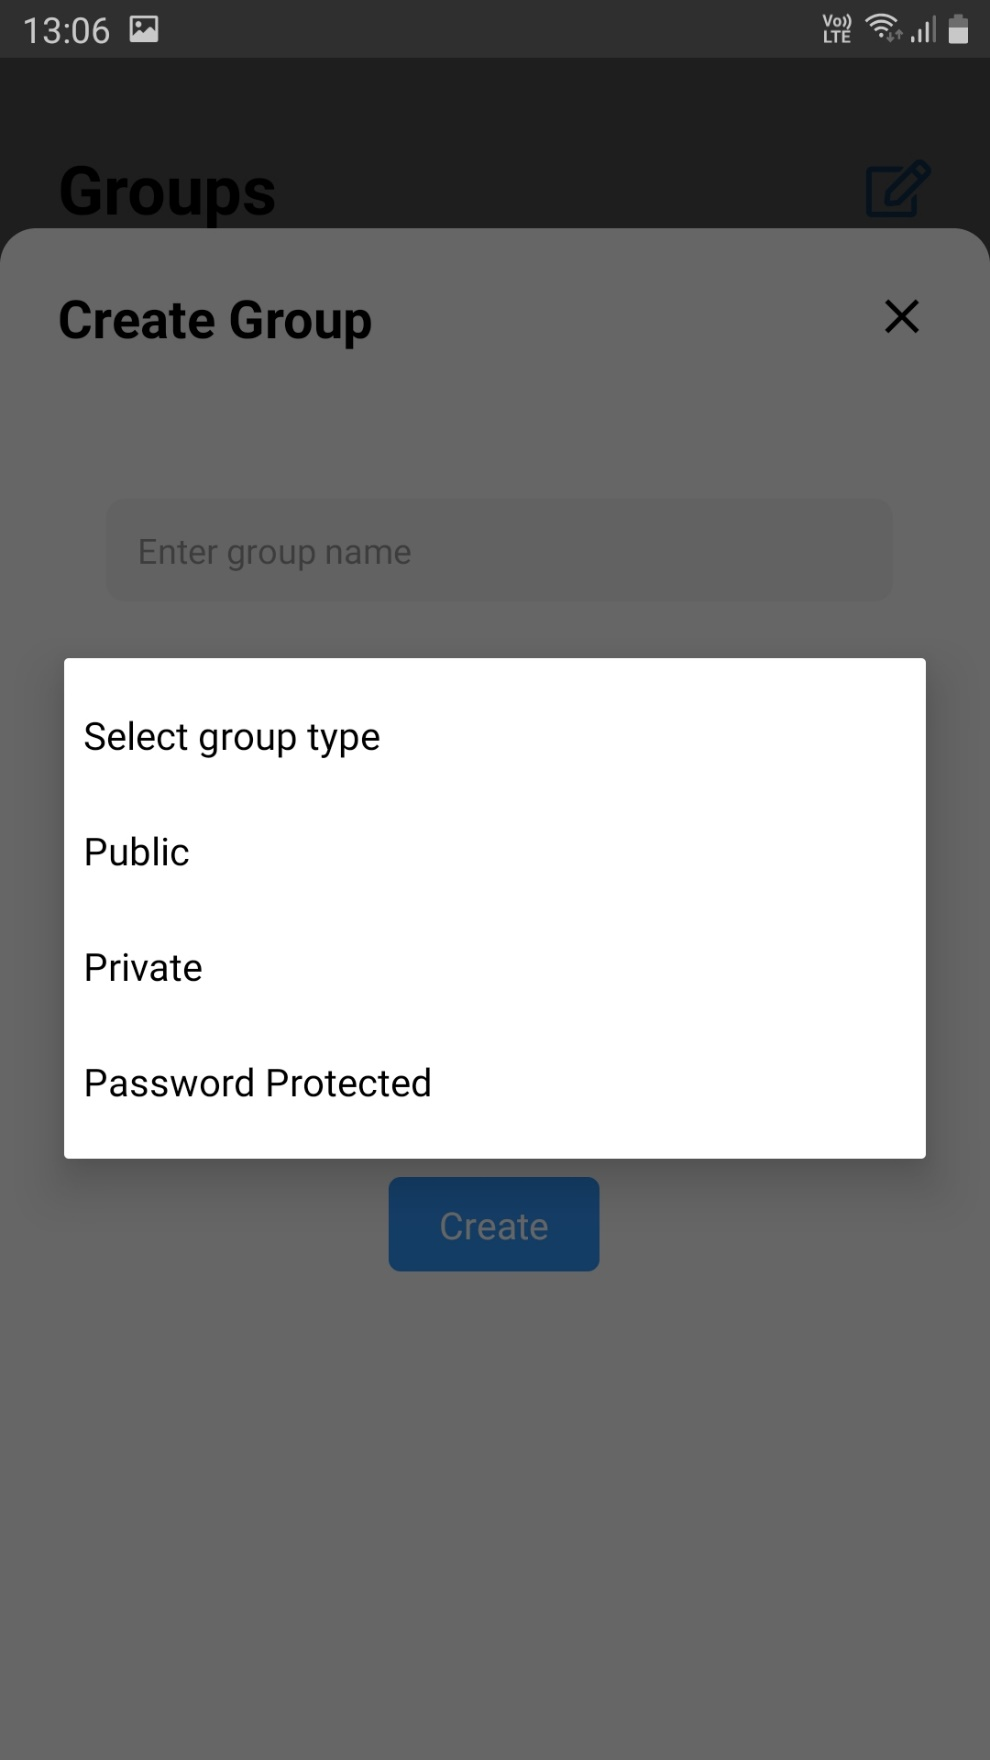 13:06 Vo)) LTE
Groups
Create Group
Enter group name
Select group type
Public
Private
Password Protected
Create